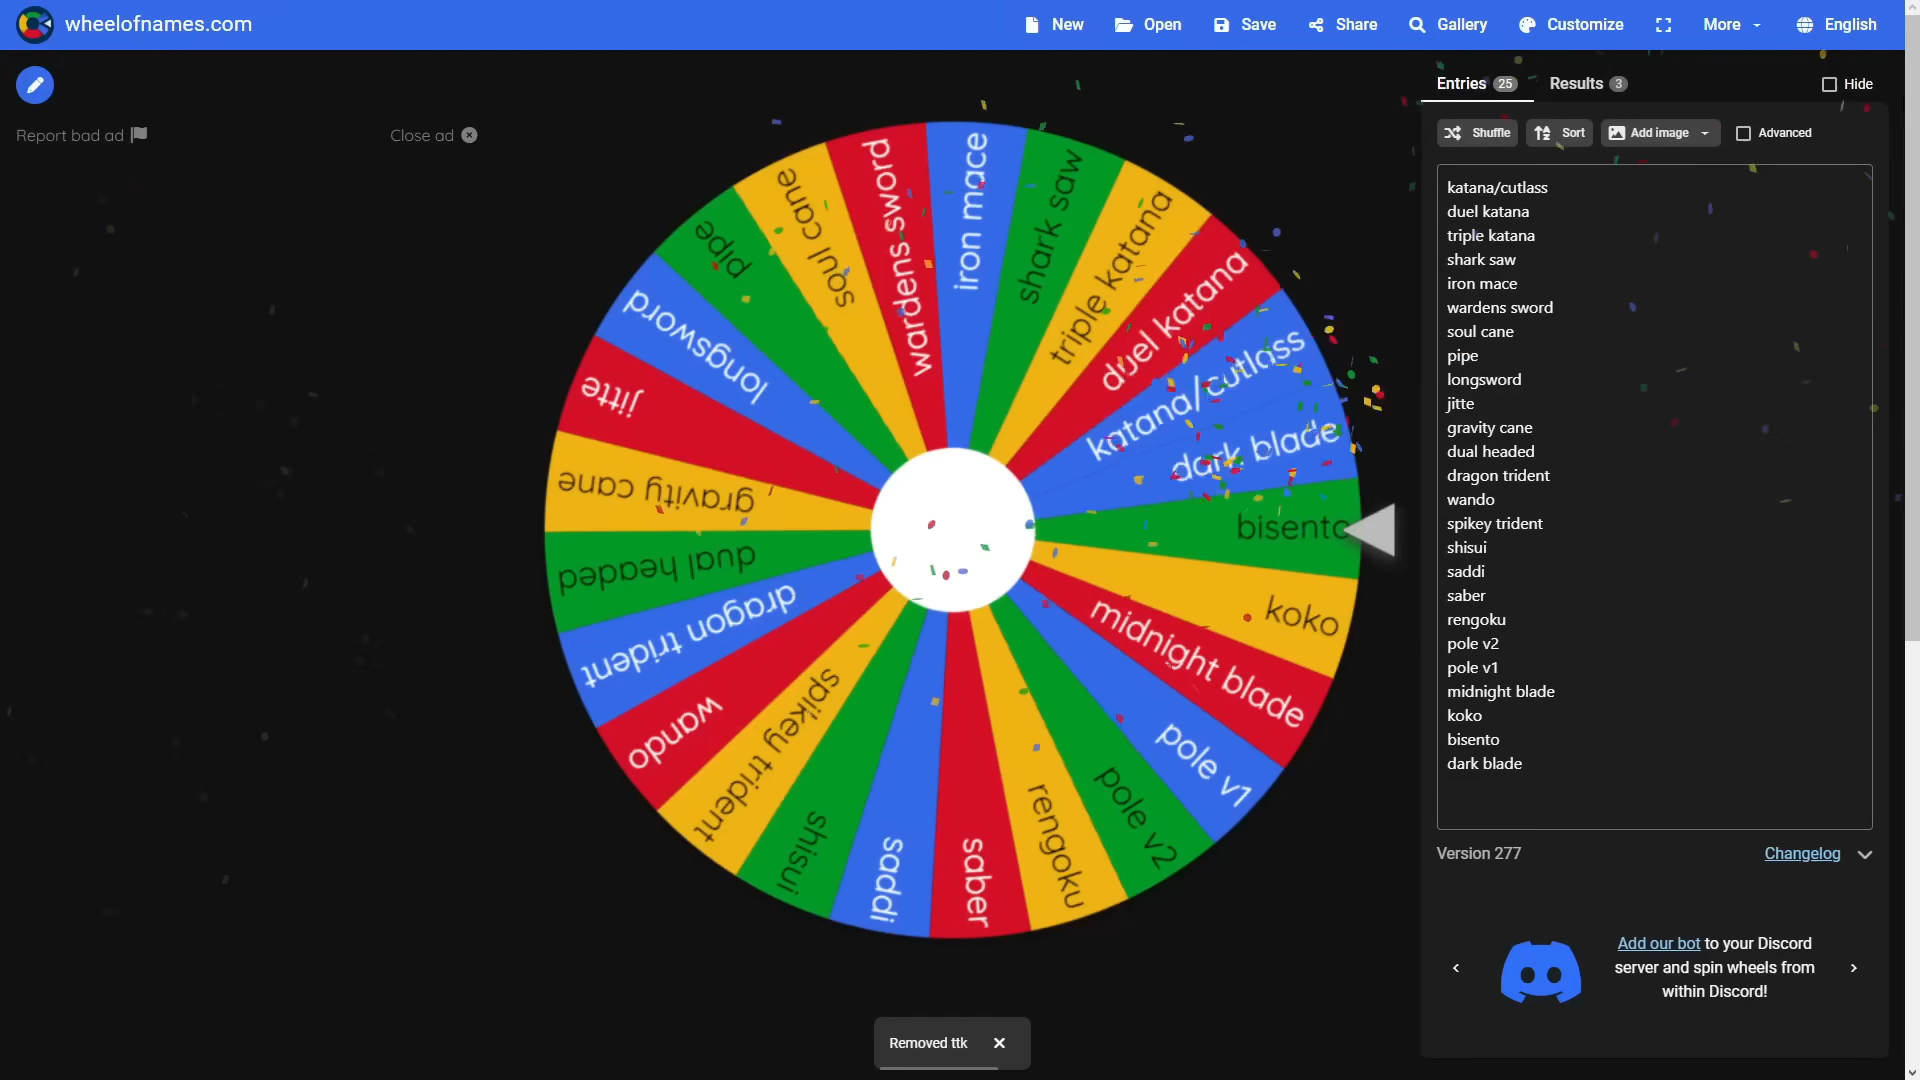 wheelofnames.com
New
Open
Save
Share
Gallery
Customize
More
English
Report bad ad
Close ad
Entries 25
Results 3
Hide
Shuffle
Sort
Add image
Advanced
katana/cutlass
duel katana
triple katana
shark saw
iron mace
wardens sword
soul cane
pipe
longsword
jitte
gravity cane
dual headed
dragon trident
wando
spikey trident
shisui
saddi
saber
rengoku
pole v2
pole v1
midnight blade
koko
bisento
dark blade
iron mace
shark saw
triple katana
duel katana
katana/cutlass
dark blade
bisento
koko
midnight blade
pole v1
pole v2
rengoku
saber
saddi
shisui
spikey trident
wando
dragon trident
dual headed
gravity cane
jitte
longsword
pipe
soul cane
wardens sword
Version 277
Changelog
Add our bot to your Discord
server and spin wheels from
within Discord!
Removed ttk